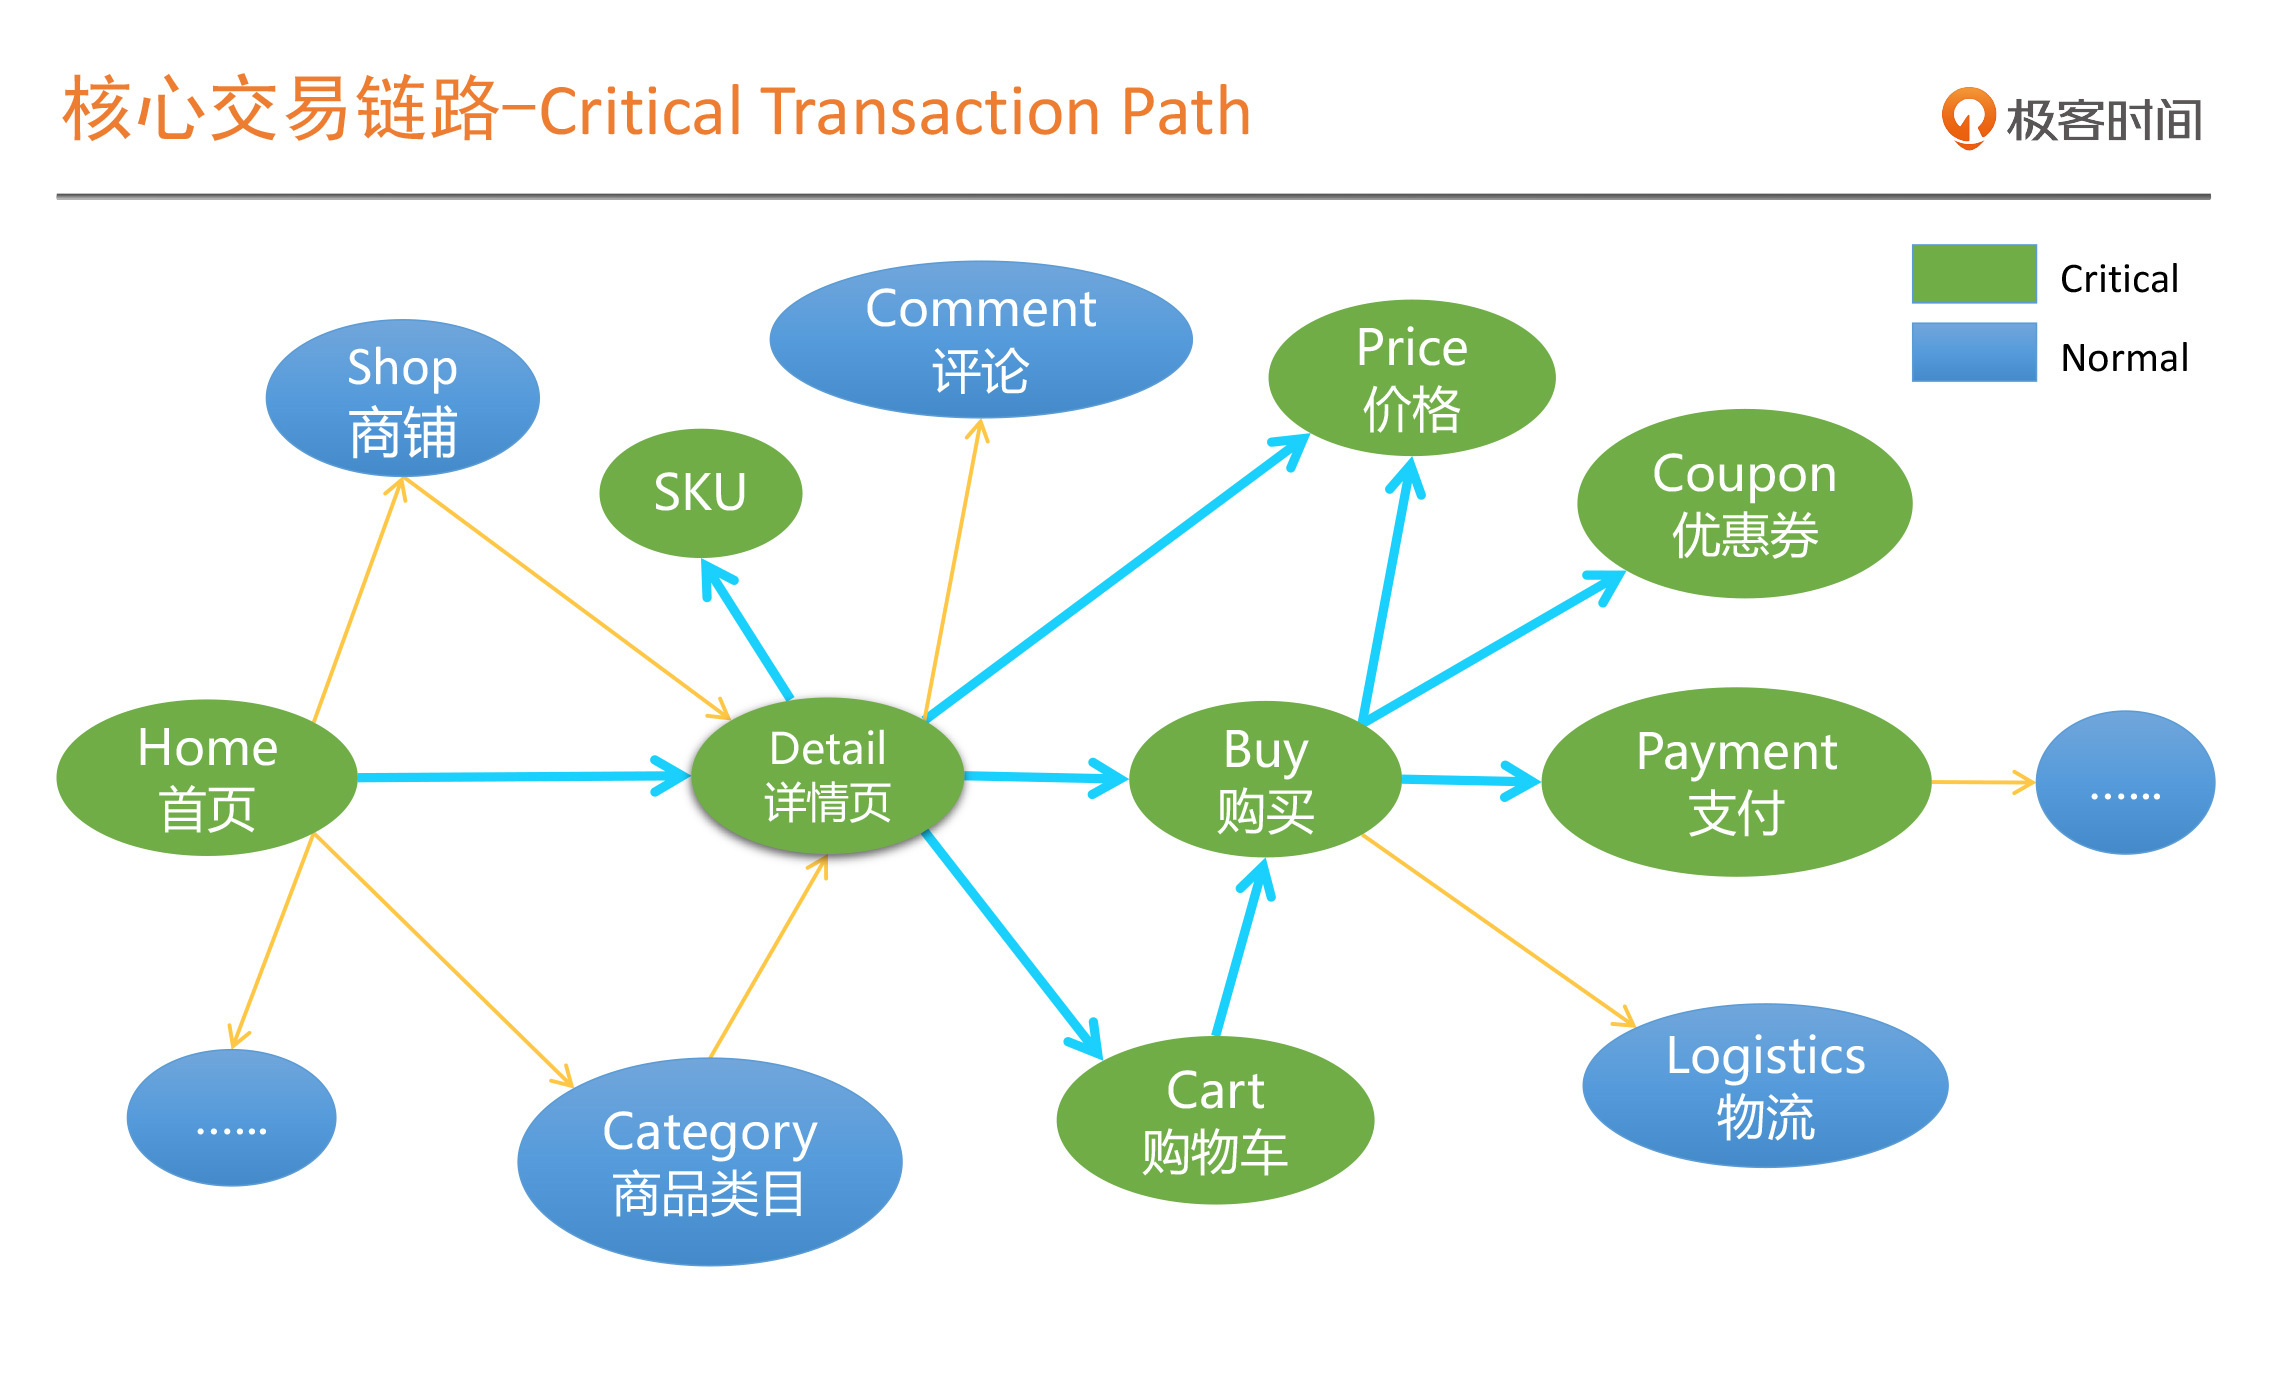 核心交易链路-Critical Transaction Path
极客时间
Critical
Normal
Comment
评论
Price
价格
Shop
商铺
SKU
Coupon
优惠券
Home
首页
Detail
详情页
Buy
购买
Payment
支付
……
……
Category
商品类目
Cart
购物车
Logistics
物流